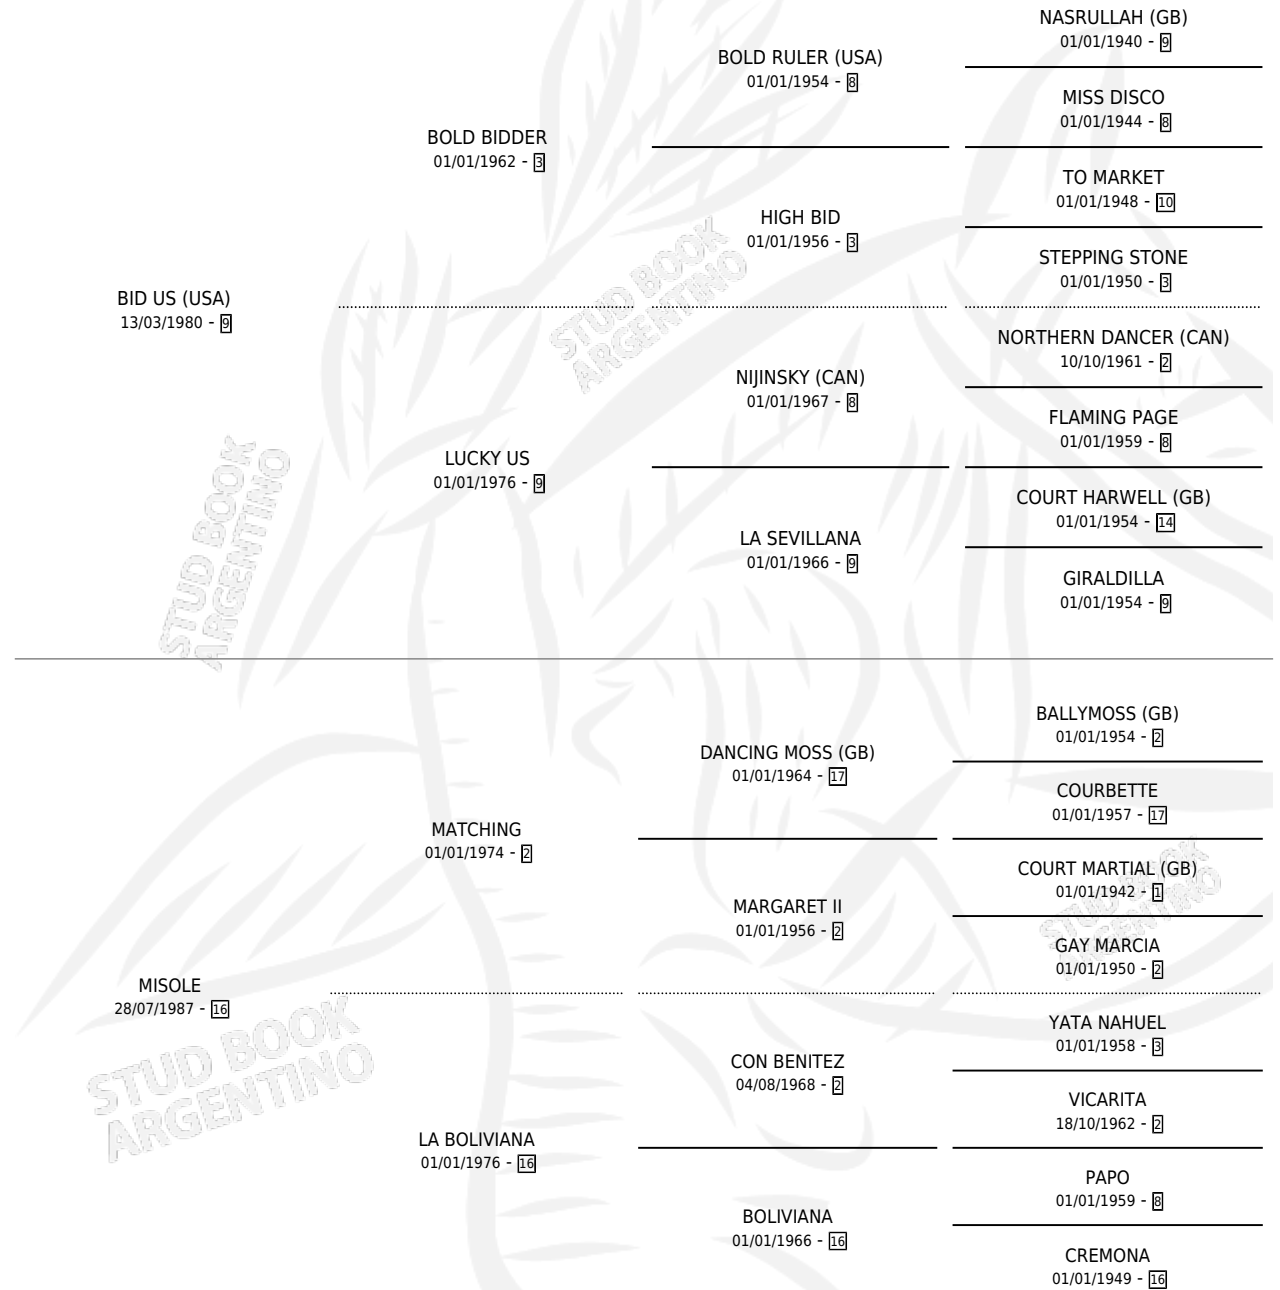 NASRULLAH (GB)
01/01/1940 - 9
BOLD RULER (USA)
01/01/1954 - 8
MISS DISCO
01/01/1944 - 8
BOLD BIDDER
01/01/1962 - 3
TO MARKET
01/01/1948 - 10
HIGH BID
01/01/1956 - 3
STEPPING STONE
01/01/1950 - 3
BID US (USA)
13/03/1980 - 9
NORTHERN DANCER (CAN)
10/10/1961 - 2
NIJINSKY (CAN)
01/01/1967 - 8
FLAMING PAGE
01/01/1959 - 8
LUCKY US
01/01/1976 - 9
COURT HARWELL (GB)
01/01/1954 - 14
LA SEVILLANA
01/01/1966 - 9
GIRALDILLA
01/01/1954 - 9
BALLYMOSS (GB)
01/01/1954 - 2
DANCING MOSS (GB)
01/01/1964 - 17
COURBETTE
01/01/1957 - 17
MATCHING
01/01/1974 - 2
COURT MARTIAL (GB)
01/01/1942 - 1
MARGARET II
01/01/1956 - 2
GAY MARCIA
01/01/1950 - 2
MISOLE
28/07/1987 - 16
YATA NAHUEL
01/01/1958 - 3
CON BENITEZ
04/08/1968 - 2
VICARITA
18/10/1962 - 2
LA BOLIVIANA
01/01/1976 - 16
PAPO
01/01/1959 - 8
BOLIVIANA
01/01/1966 - 16
CREMONA
01/01/1949 - 16
STUD BOOK
ARGENTINO
STUD BOOK
ARGENTINO
STUD BOOK
ARGENTINO
STUD BOOK
ARGENTINO